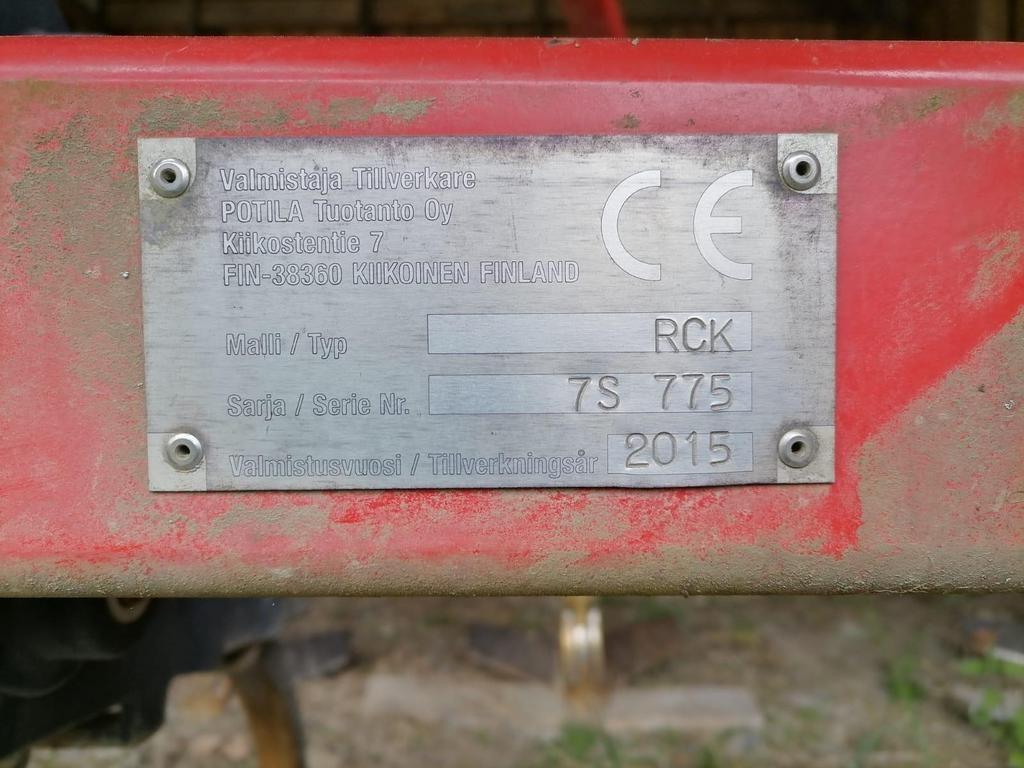 Valmistaja Tillverkare
POTILA Tuotanto Oy
Kiikostentie 7
FIN-38360 KIIKOINEN FINLAND
CE
Malli / Typ RCK
Sarja / Serie Nr. 7S 775
Valmistusvuosi / Tillverkningsår 2015